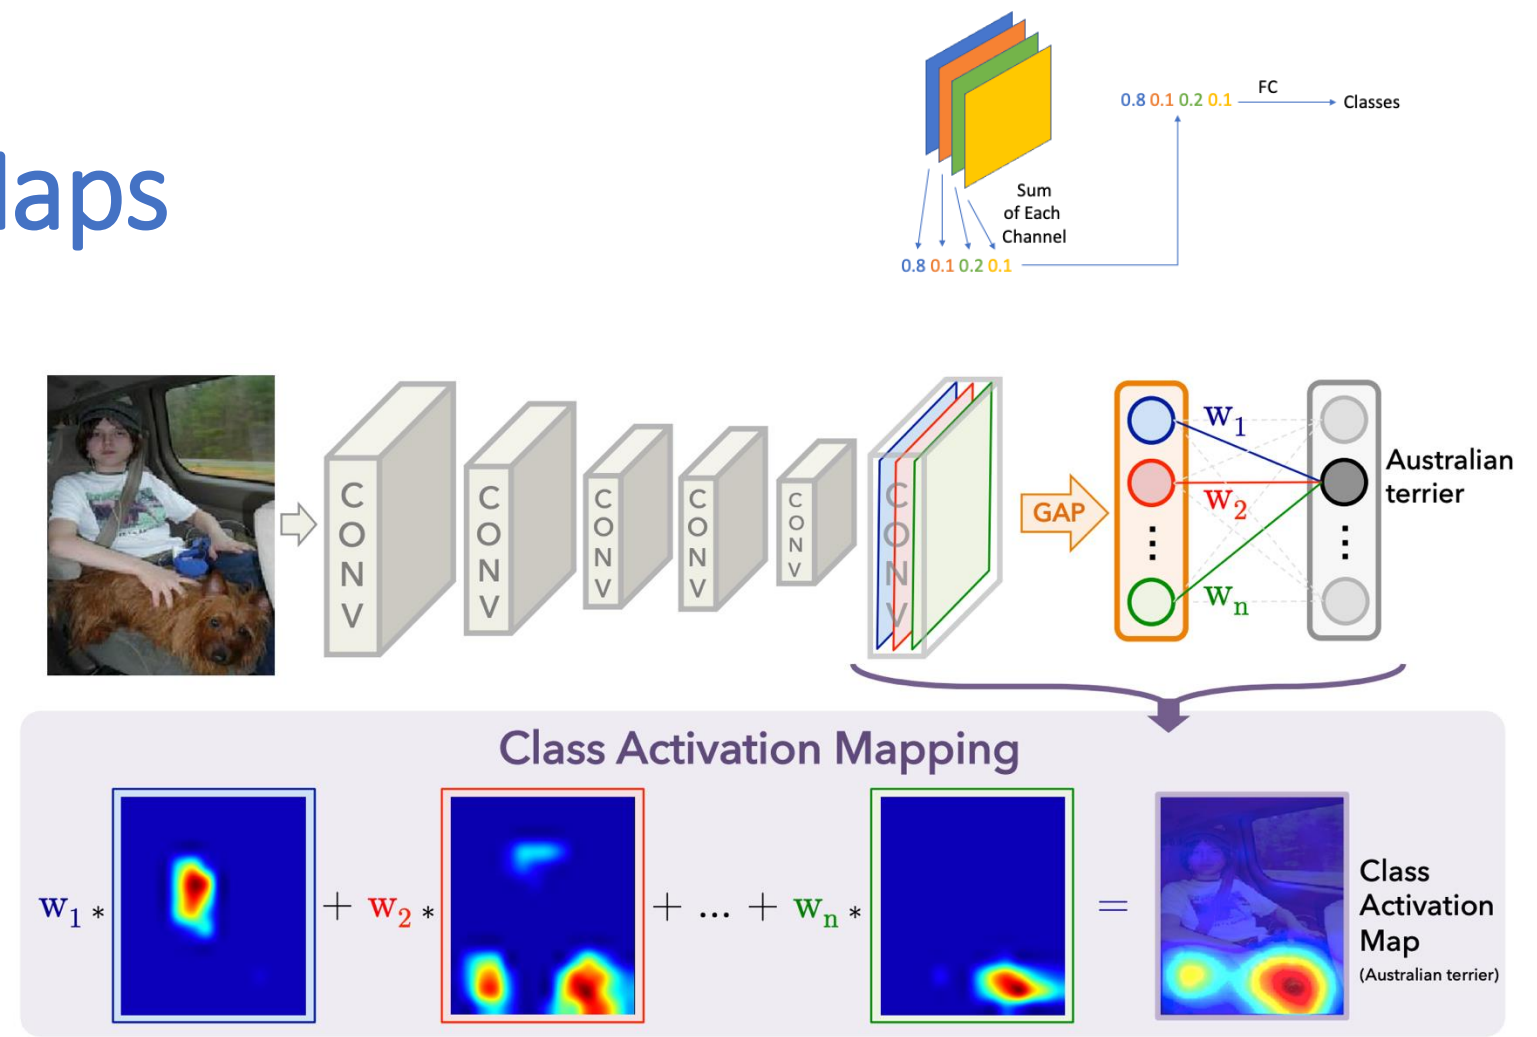 Maps
Sum
of Each
Channel
0.8 0.1 0.2 0.1
0.8 0.1 0.2 0.1
FC
Classes
CONV
CONV
CONV
CONV
CONV
CONV
GAP
w1
w2
⋮
wn
⋮
Australian
terrier
Class Activation Mapping
w1 * + w2 * + ... + wn * =
Class
Activation
Map
(Australian terrier)